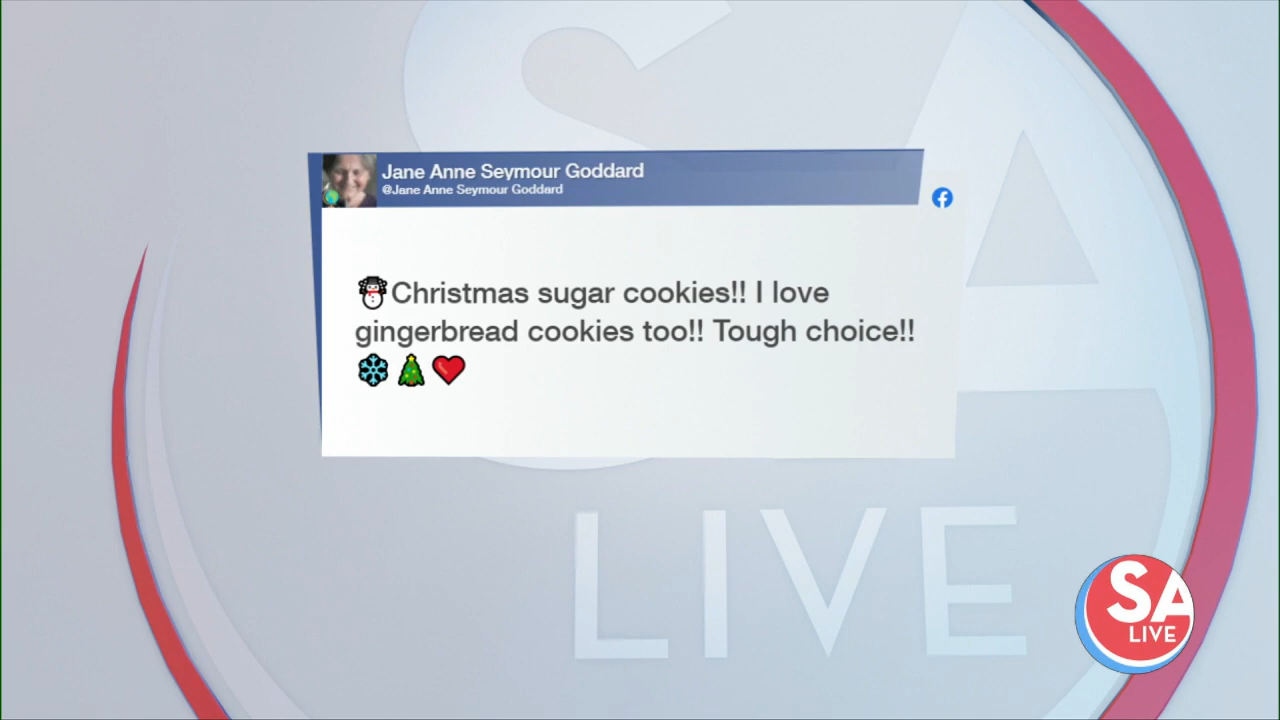 Jane Anne Seymour Goddard
@Jane Anne Seymour Goddard
☃️Christmas sugar cookies!! I love
gingerbread cookies too!! Tough choice!!
❄️🎄❤️
SA
LIVE
SA
LIVE